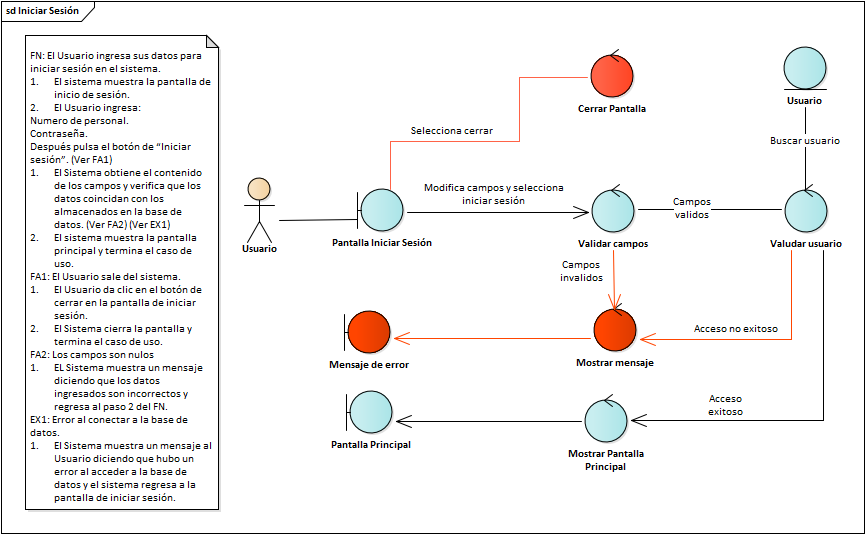 sd Iniciar Sesión
FN: El Usuario ingresa sus datos para
iniciar sesión en el sistema.
1. El sistema muestra la pantalla de
inicio de sesión.
2. El Usuario ingresa:
Numero de personal.
Contraseña.
Después pulsa el botón de “Iniciar
sesión”. (Ver FA1)
1. El Sistema obtiene el contenido
de los campos y verifica que los
datos coincidan con los
almacenados en la base de
datos. (Ver FA2) (Ver EX1)
2. El sistema muestra la pantalla
principal y termina el caso de
uso.
FA1: El Usuario sale del sistema.
1. El Usuario da clic en el botón de
cerrar en la pantalla de iniciar
sesión.
2. El Sistema cierra la pantalla y
termina el caso de uso.
FA2: Los campos son nulos
1. EL Sistema muestra un mensaje
diciendo que los datos
ingresados son incorrectos y
regresa al paso 2 del FN.
EX1: Error al conectar a la base de
datos.
1. El Sistema muestra un mensaje al
Usuario diciendo que hubo un
error al acceder a la base de
datos y el sistema regresa a la
pantalla de iniciar sesión.
Cerrar Pantalla
Usuario
Selecciona cerrar
Buscar usuario
Modifica campos y selecciona
iniciar sesión
Campos
validos
Usuario
Pantalla Iniciar Sesión
Validar campos
Valudar usuario
Campos
invalidos
Acceso no exitoso
Mensaje de error
Mostrar mensaje
Acceso
exitoso
Pantalla Principal
Mostrar Pantalla
Principal